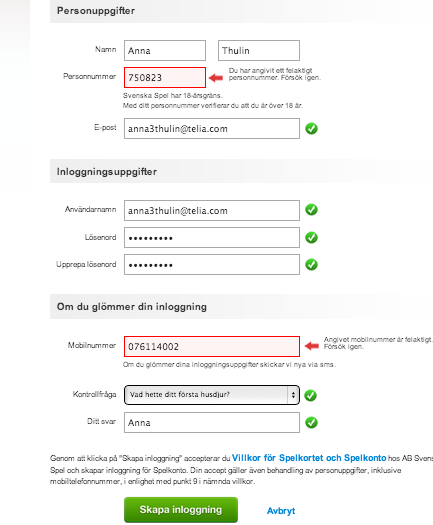 Personuppgifter
Namn Anna Thulin
Personnummer 750823 Du har angivit ett felaktigt
personnummer. Försök igen.
Svenska Spel har 18-årsgräns.
Med ditt personnummer verifierar du att du är över 18 år.
E-post anna3thulin@telia.com
Inloggningsuppgifter
Användarnamn anna3thulin@telia.com
Lösenord •••••••••
Upprepa lösenord •••••••••
Om du glömmer din inloggning
Mobilnummer 076114002 Angivet mobilnummer är felaktigt.
Försök igen.
Om du glömmer dina inloggningsuppgifter skickar vi nya via sms.
Kontrollfråga Vad hette ditt första husdjur?
Ditt svar Anna
Genom att klicka på "Skapa inloggning" accepterar du Villkor för Spelkortet och Spelkonto hos AB Svens
Spel och skapar inloggning för Spelkonto. Din accept gäller även behandling av personuppgifter, inklusive
mobiltelefonnummer, i enlighet med punkt 9 i nämnda villkor.
Skapa inloggning Avbryt